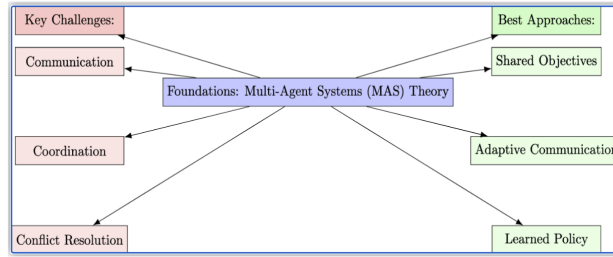 Key Challenges:
Best Approaches:
Communication
Shared Objectives
Foundations: Multi-Agent Systems (MAS) Theory
Coordination
Adaptive Communication
Conflict Resolution
Learned Policy